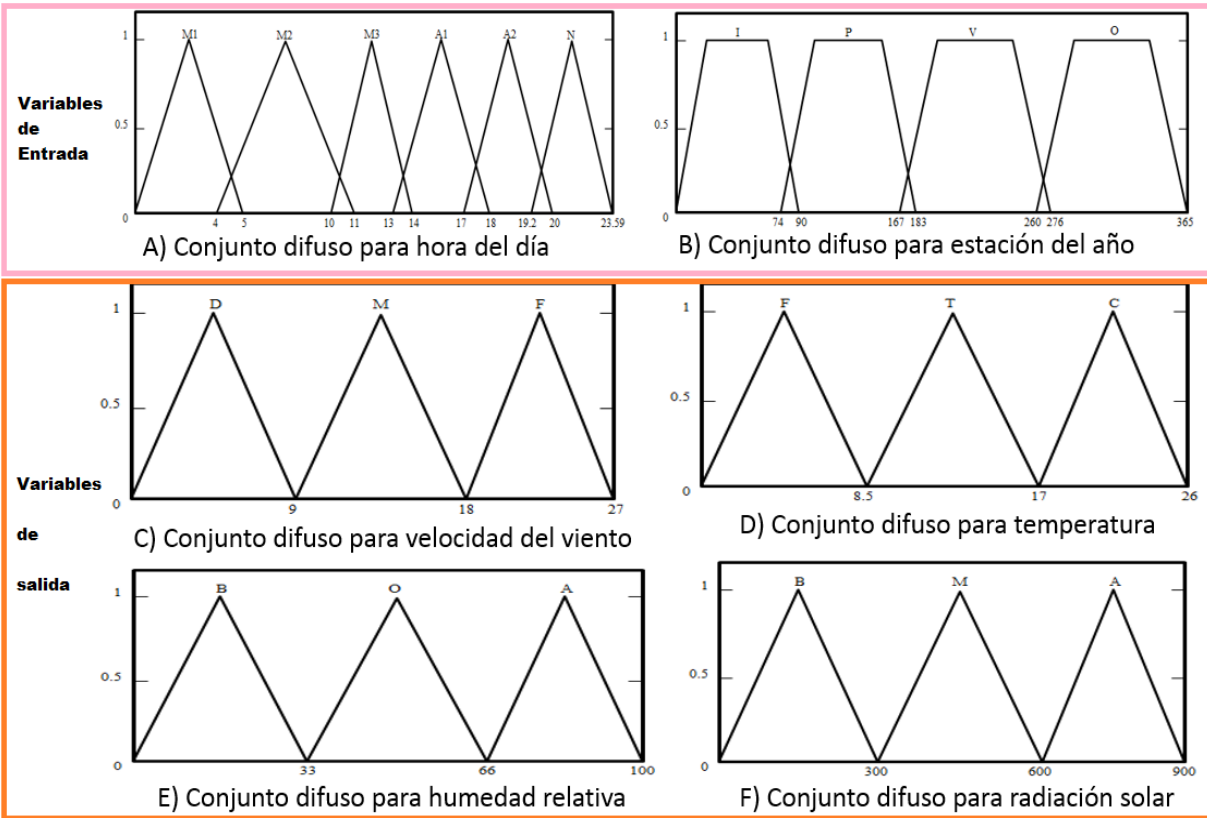 Variables
de
Entrada
M1 M2 M3 A1 A2 N
1
0.5
0
4 5 10 11 13 14 17 18 19.2 20 23.59
A) Conjunto difuso para hora del día
I P V O
1
0.5
0
74 90 167 183 260 276 365
B) Conjunto difuso para estación del año
Variables
de
salida
D M F
1
0.5
0
9 18 27
C) Conjunto difuso para velocidad del viento
F T C
1
0.5
0
8.5 17 26
D) Conjunto difuso para temperatura
B O A
1
0.5
0
33 66 100
E) Conjunto difuso para humedad relativa
B M A
1
0.5
0
300 600 900
F) Conjunto difuso para radiación solar